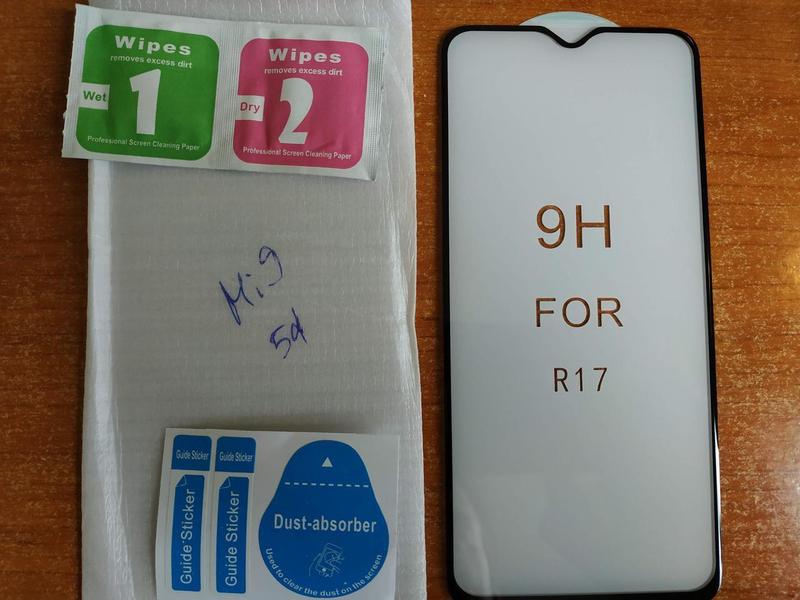 Wipes
removes excess dirt
Wet
1
Professional Screen Cleaning Paper
Wipes
removes excess dirt
Dry
2
Professional Screen Cleaning Paper
Mi9
5d
Guide Sticker
Guide Sticker
Guide Sticker
Guide Sticker
Dust-absorber
Used to clear the dust on the screen
9H
FOR
R17